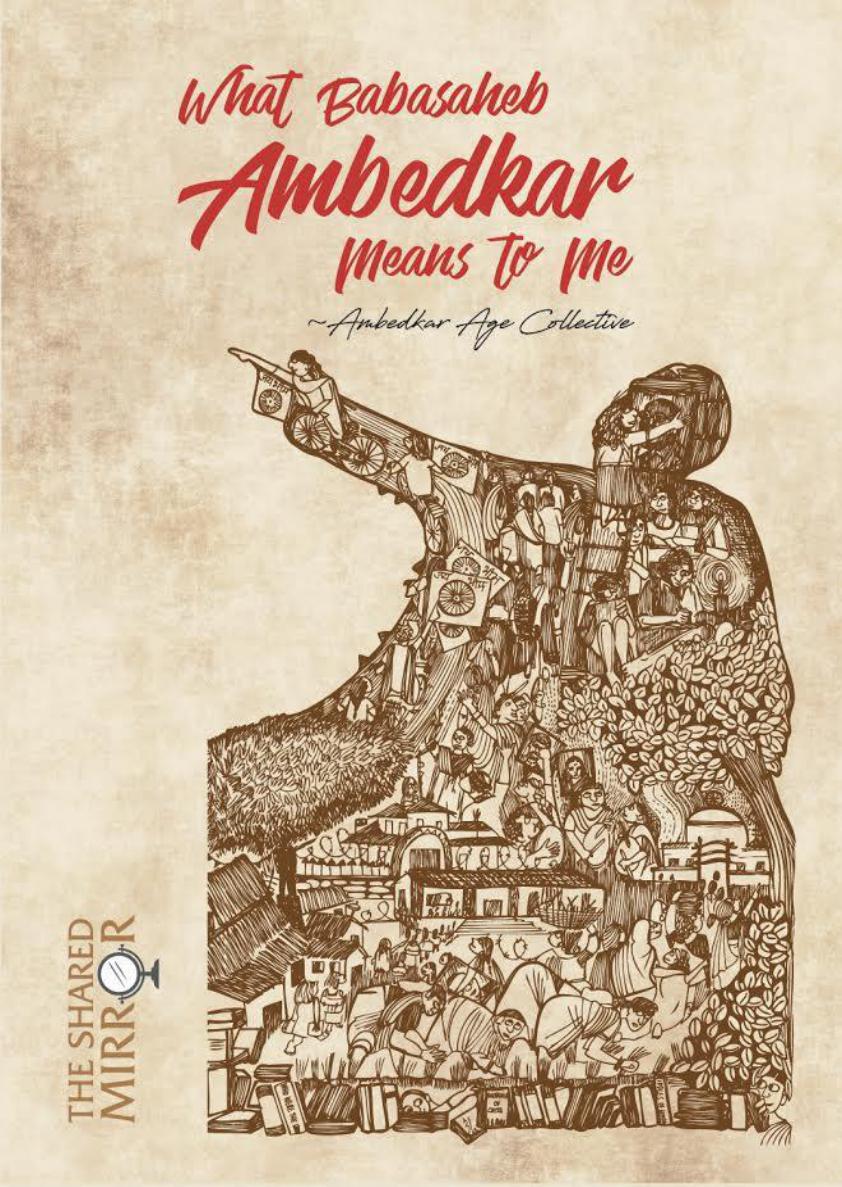 What Babasaheb
Ambedkar
Means To Me
~Ambedkar Age Collective
THE SHARED
MIRROR